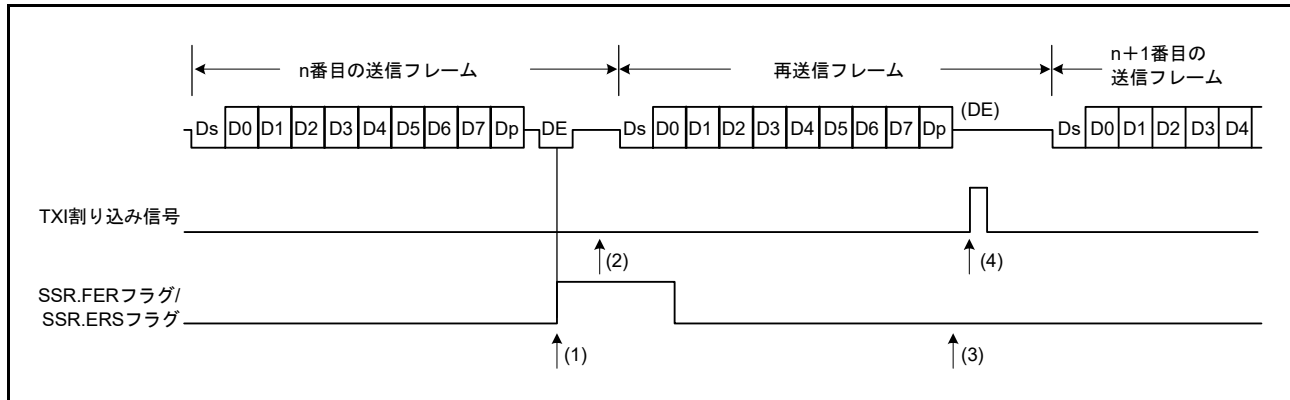 n番目の送信フレーム
再送信フレーム
n＋1番目の
送信フレーム
Ds D0 D1 D2 D3 D4 D5 D6 D7 Dp DE Ds D0 D1 D2 D3 D4 D5 D6 D7 Dp (DE) Ds D0 D1 D2 D3 D4
TXI割り込み信号
(2) (4)
SSR.FERフラグ/
SSR.ERSフラグ
(1) (3)